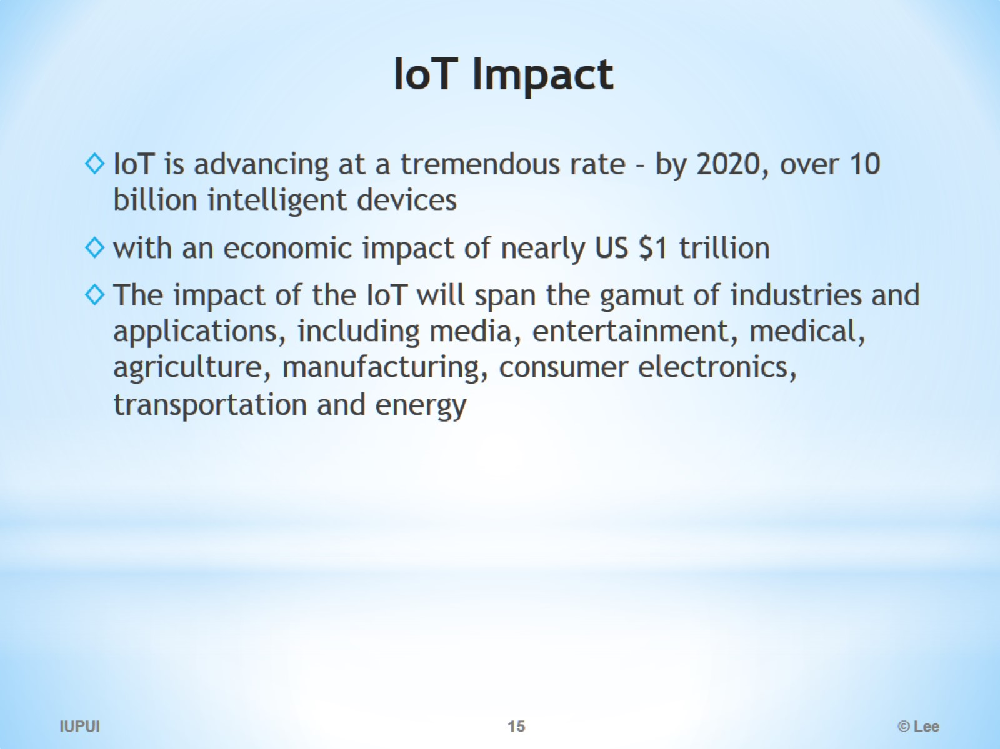 IoT Impact
◇ IoT is advancing at a tremendous rate – by 2020, over 10
billion intelligent devices
◇ with an economic impact of nearly US $1 trillion
◇ The impact of the IoT will span the gamut of industries and
applications, including media, entertainment, medical,
agriculture, manufacturing, consumer electronics,
transportation and energy
IUPUI 15 © Lee